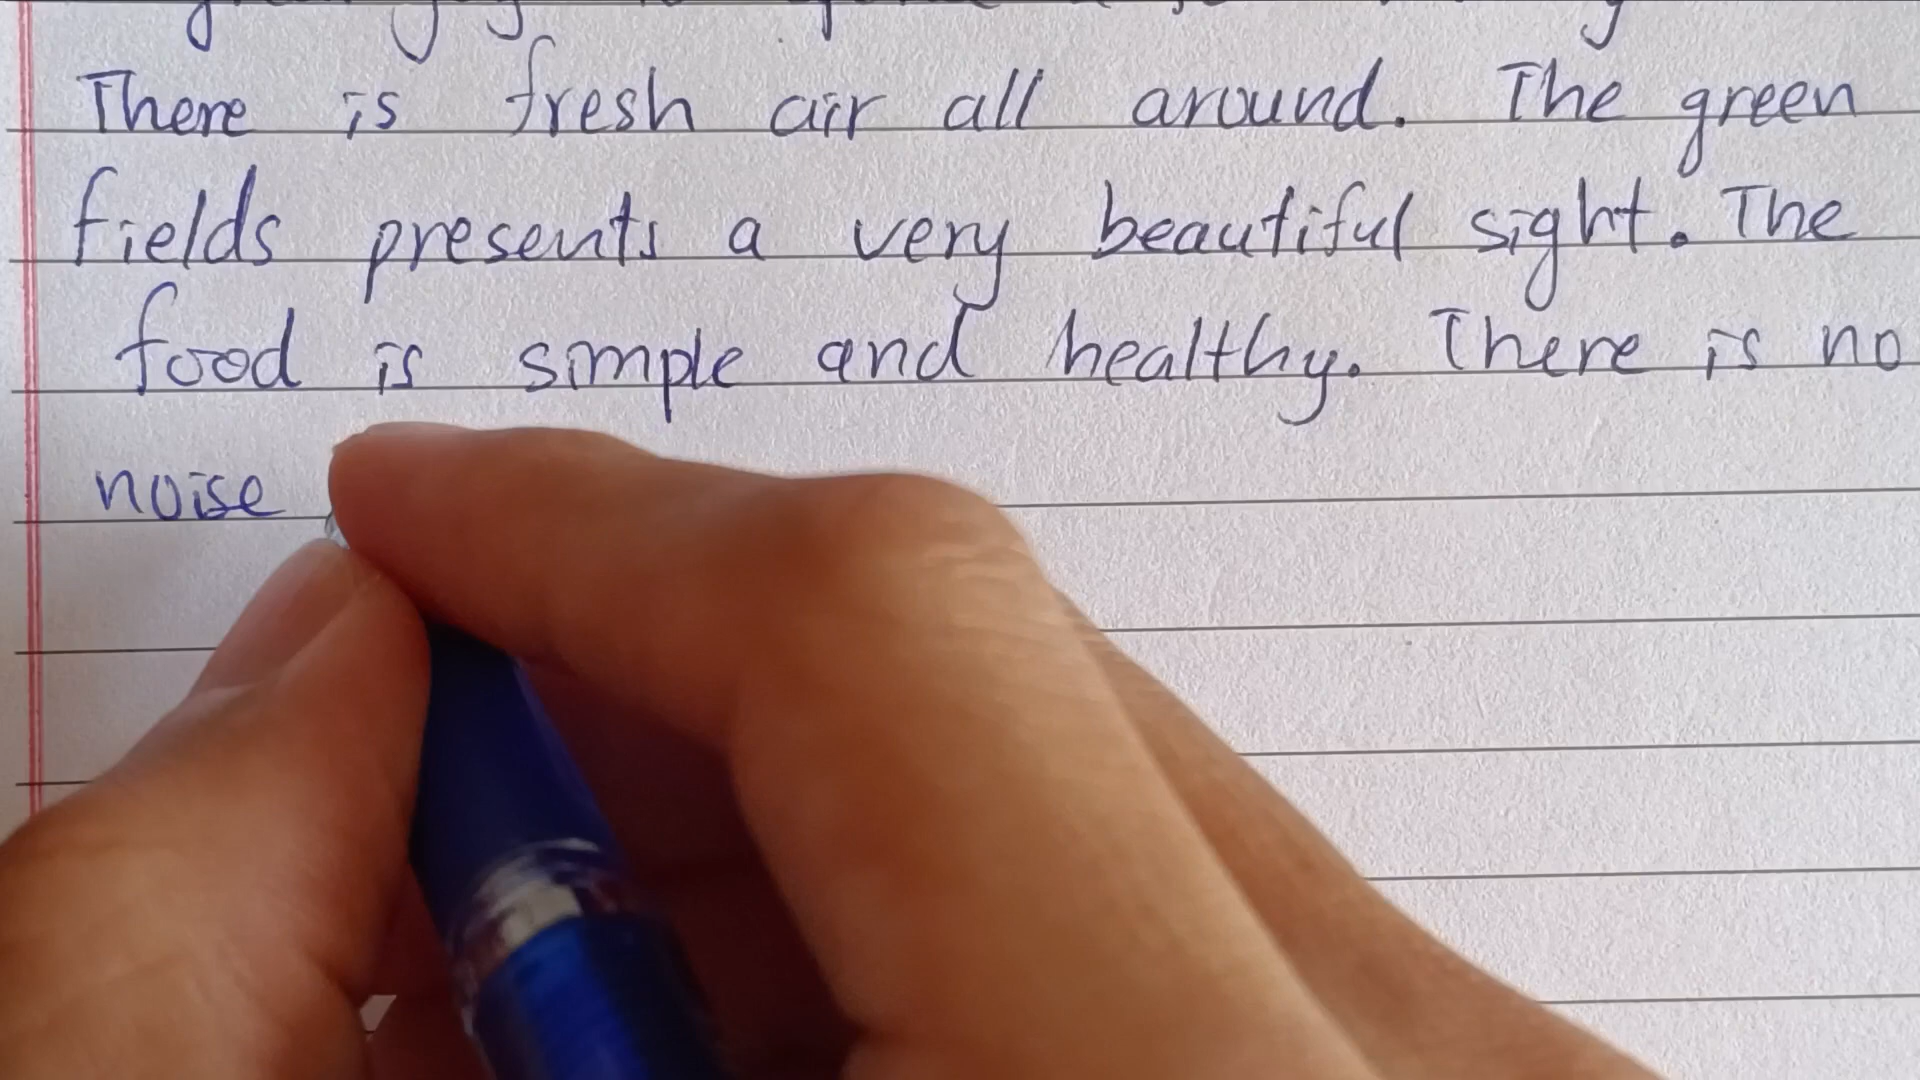 There is fresh air all around. The green
fields presents a very beautiful sight. The
food is simple and healthy. There is no
noise